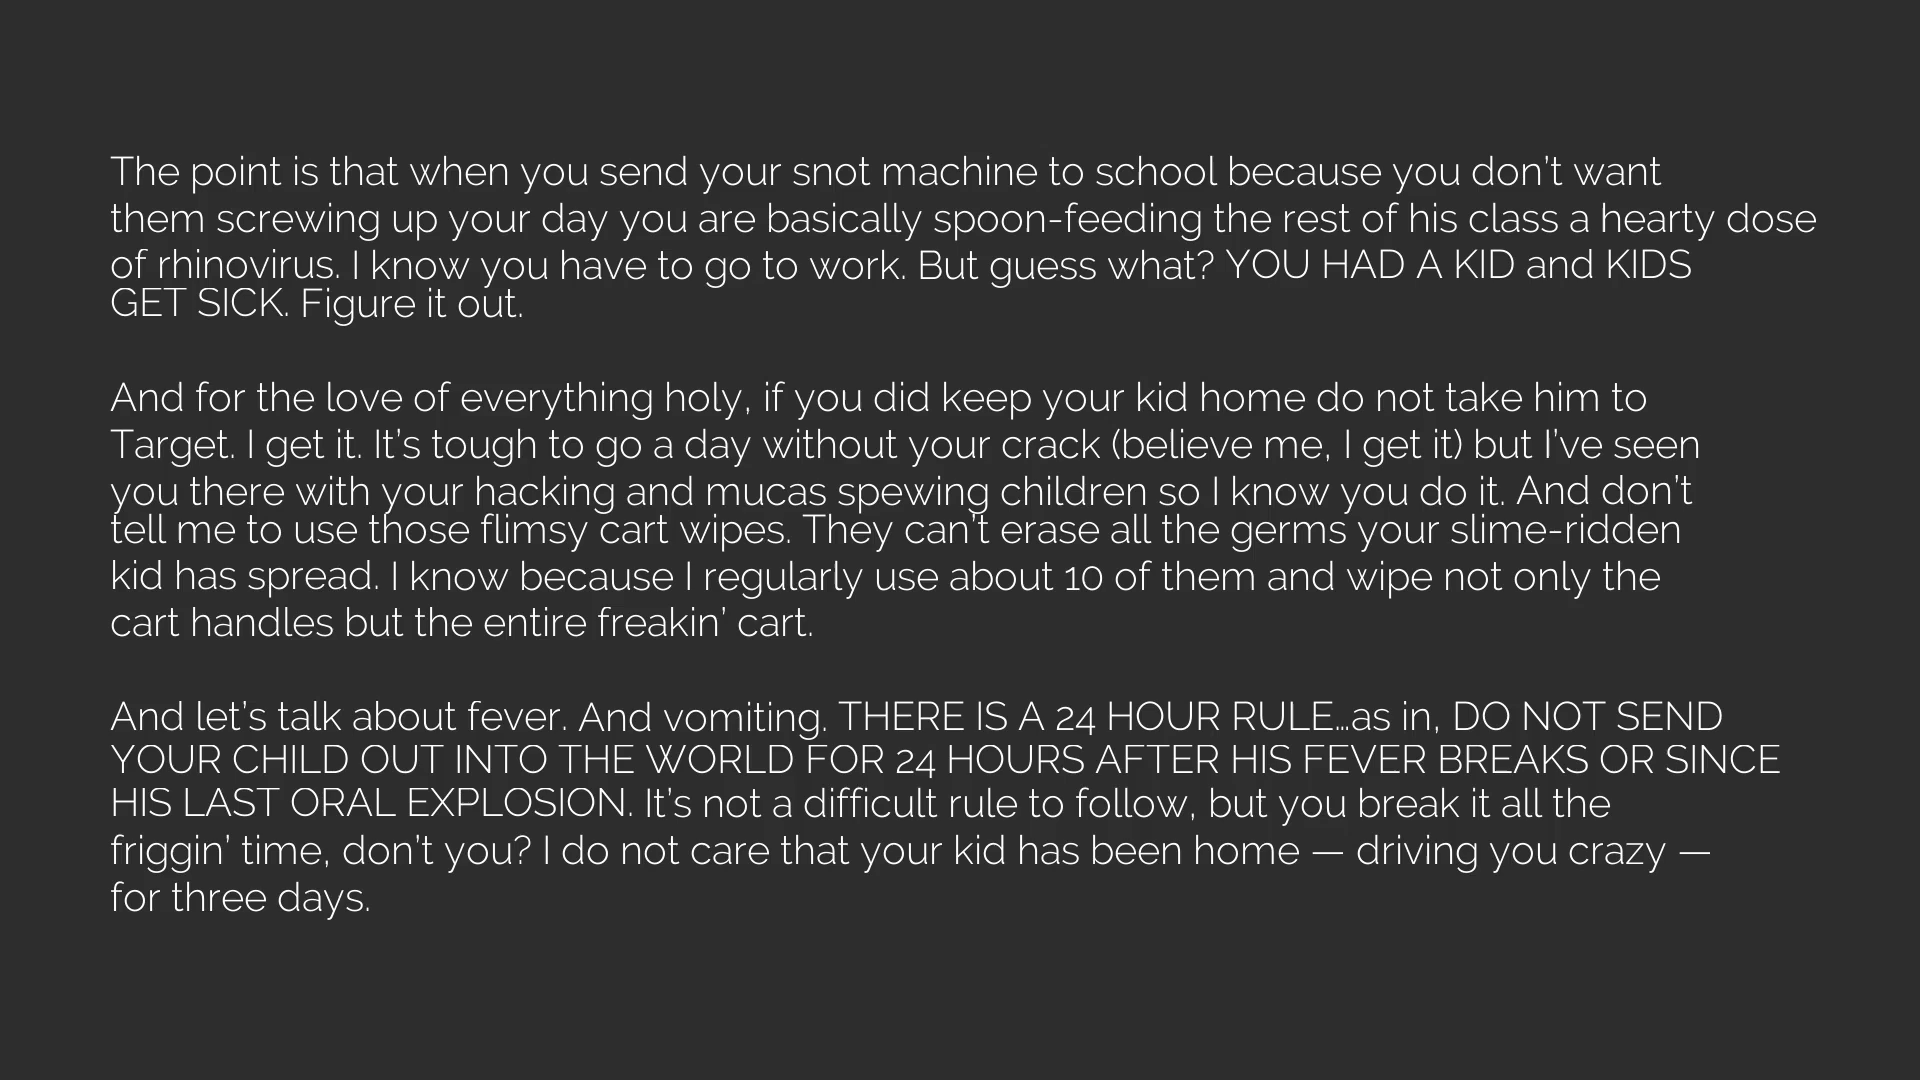 The point is that when you send your snot machine to school because you don’t want
them screwing up your day you are basically spoon-feeding the rest of his class a hearty dose
of rhinovirus. I know you have to go to work. But guess what? YOU HAD A KID and KIDS
GET SICK. Figure it out.
And for the love of everything holy, if you did keep your kid home do not take him to
Target. I get it. It’s tough to go a day without your crack (believe me, I get it) but I’ve seen
you there with your hacking and mucas spewing children so I know you do it. And don’t
tell me to use those flimsy cart wipes. They can’t erase all the germs your slime-ridden
kid has spread. I know because I regularly use about 10 of them and wipe not only the
cart handles but the entire freakin’ cart.
And let’s talk about fever. And vomiting. THERE IS A 24 HOUR RULE…as in, DO NOT SEND
YOUR CHILD OUT INTO THE WORLD FOR 24 HOURS AFTER HIS FEVER BREAKS OR SINCE
HIS LAST ORAL EXPLOSION. It’s not a difficult rule to follow, but you break it all the
friggin’ time, don’t you? I do not care that your kid has been home — driving you crazy —
for three days.